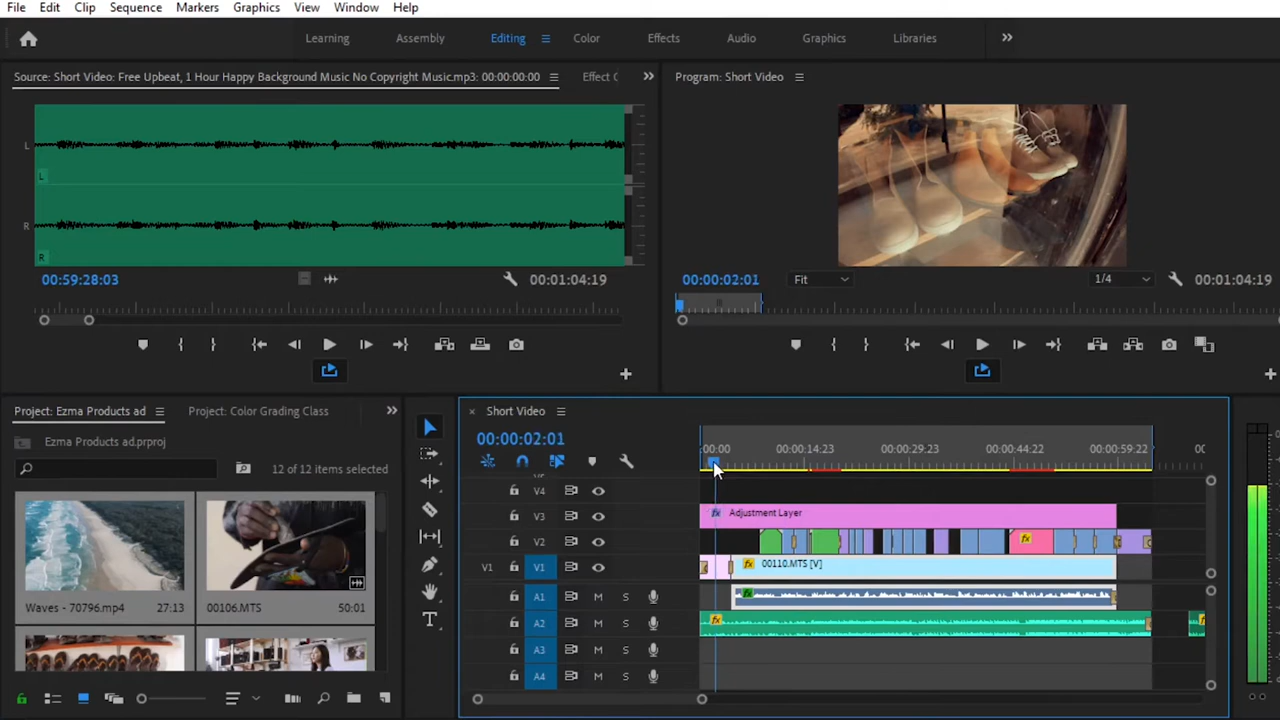 File Edit Clip Sequence Markers Graphics View Window Help
Learning Assembly Editing Color Effects Audio Graphics Libraries
Source: Short Video: Free Upbeat, 1 Hour Happy Background Music No Copyright Music.mp3: 00:00:00:00
Effect C
Program: Short Video
L
L
R
R
00:59:28:03
00:01:04:19
00:00:02:01
Fit
1/4
00:01:04:19
Project: Ezma Products ad
Project: Color Grading Class
Ezma Products ad.prproj
12 of 12 items selected
Waves - 70796.mp4 27:13
00106.MTS 50:01
Short Video
00:00:02:01
:00:00 00:00:14:23 00:00:29:23 00:00:44:22 00:00:59:22 00:
V4
V3 fx Adjustment Layer
V2 fx
V1 V1 fx 00110.MTS [V]
A1 M S fx
A2 M S fx
A3 M S
A4 M S